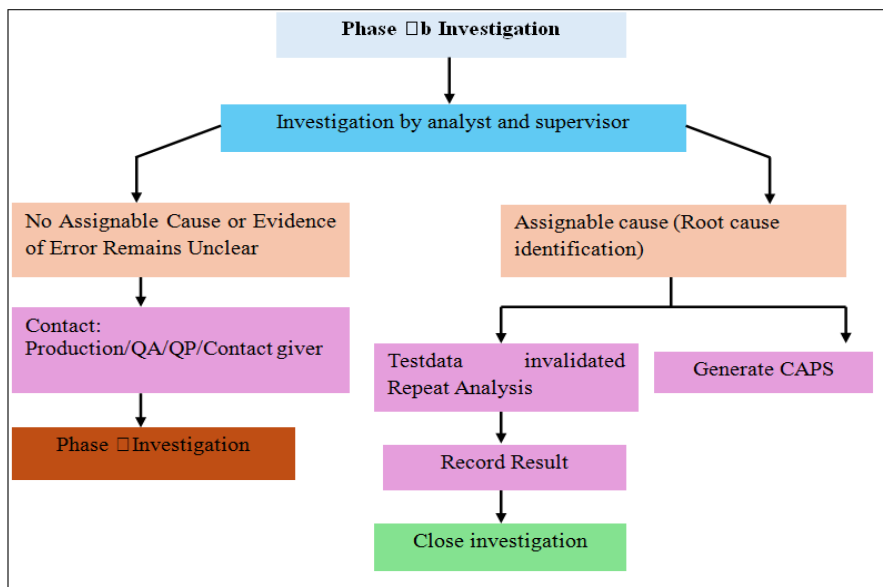 Phase □b Investigation
Investigation by analyst and supervisor
No Assignable Cause or Evidence
of Error Remains Unclear
Assignable cause (Root cause
identification)
Contact:
Production/QA/QP/Contact giver
Testdata invalidated
Repeat Analysis
Generate CAPS
Phase □Investigation
Record Result
Close investigation